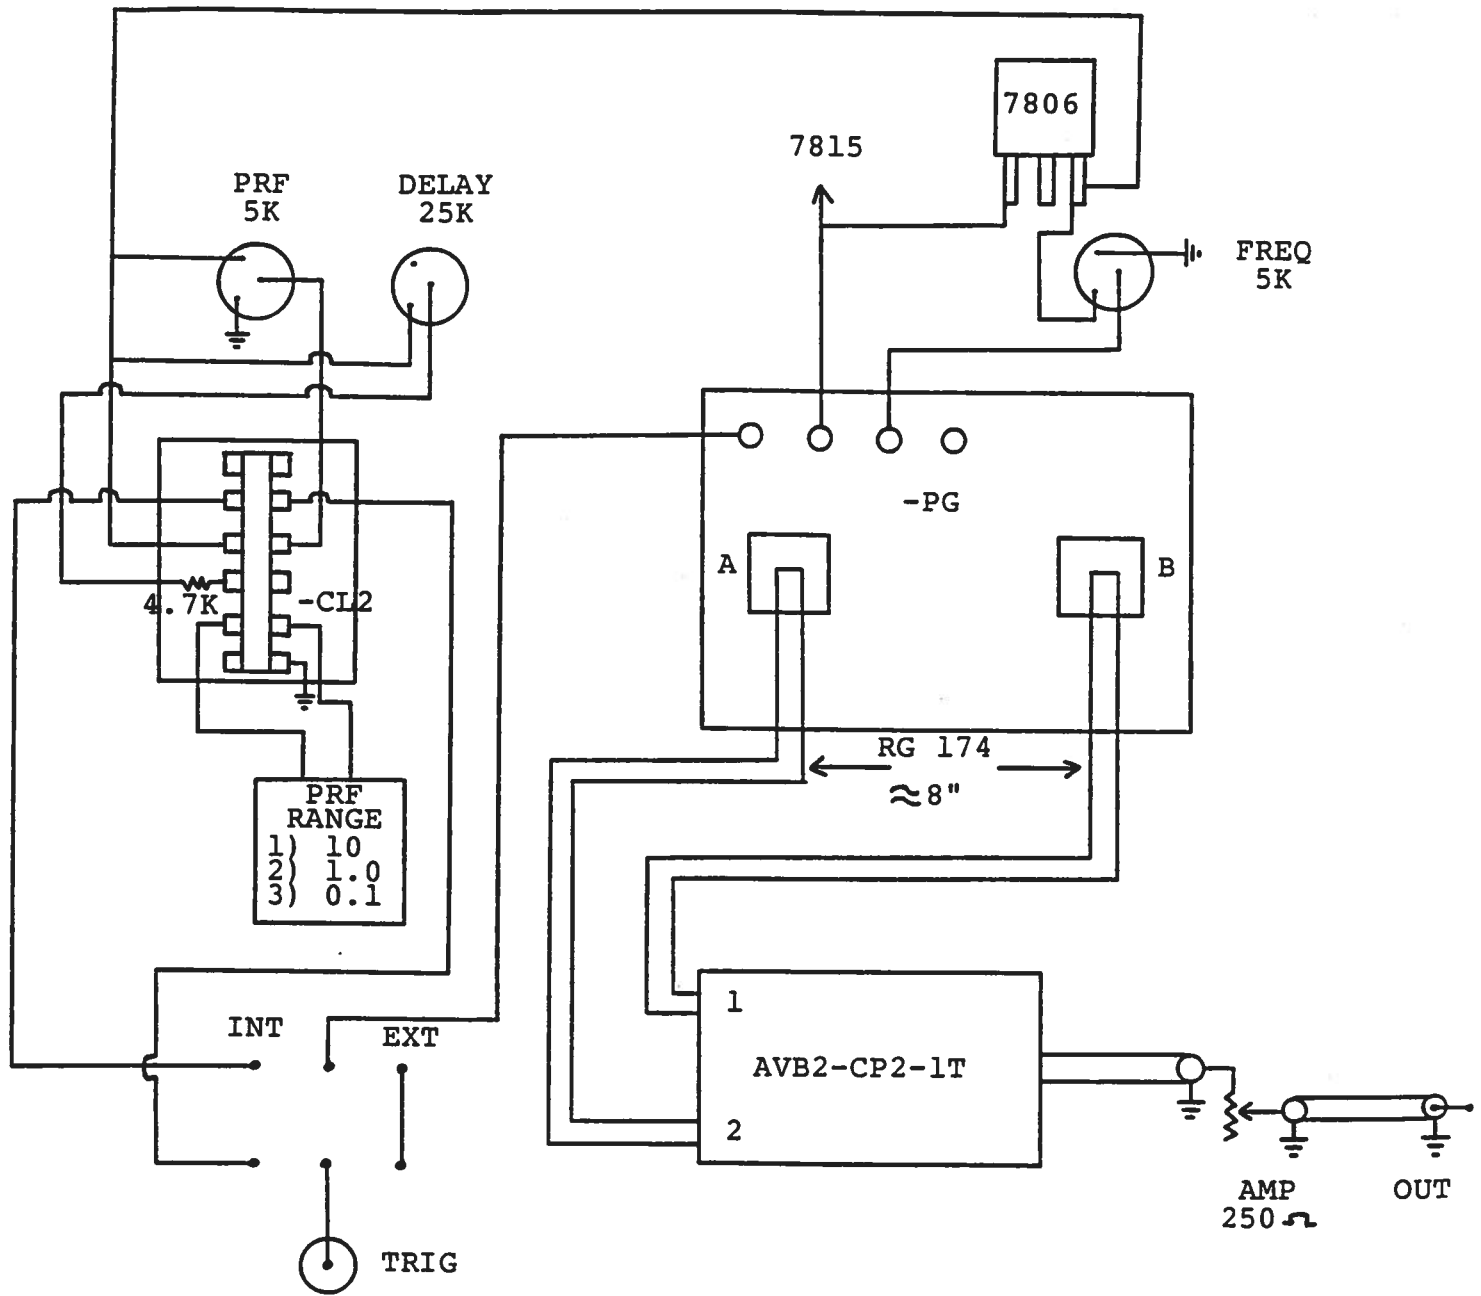 7806
7815
PRF
5K
DELAY
25K
FREQ
5K
-PG
A
B
4.7K
-CL2
RG 174
≈8"
PRF
RANGE
1) 10
2) 1.0
3) 0.1
INT
EXT
1
AVB2-CP2-1T
2
AMP
250Ω
OUT
TRIG